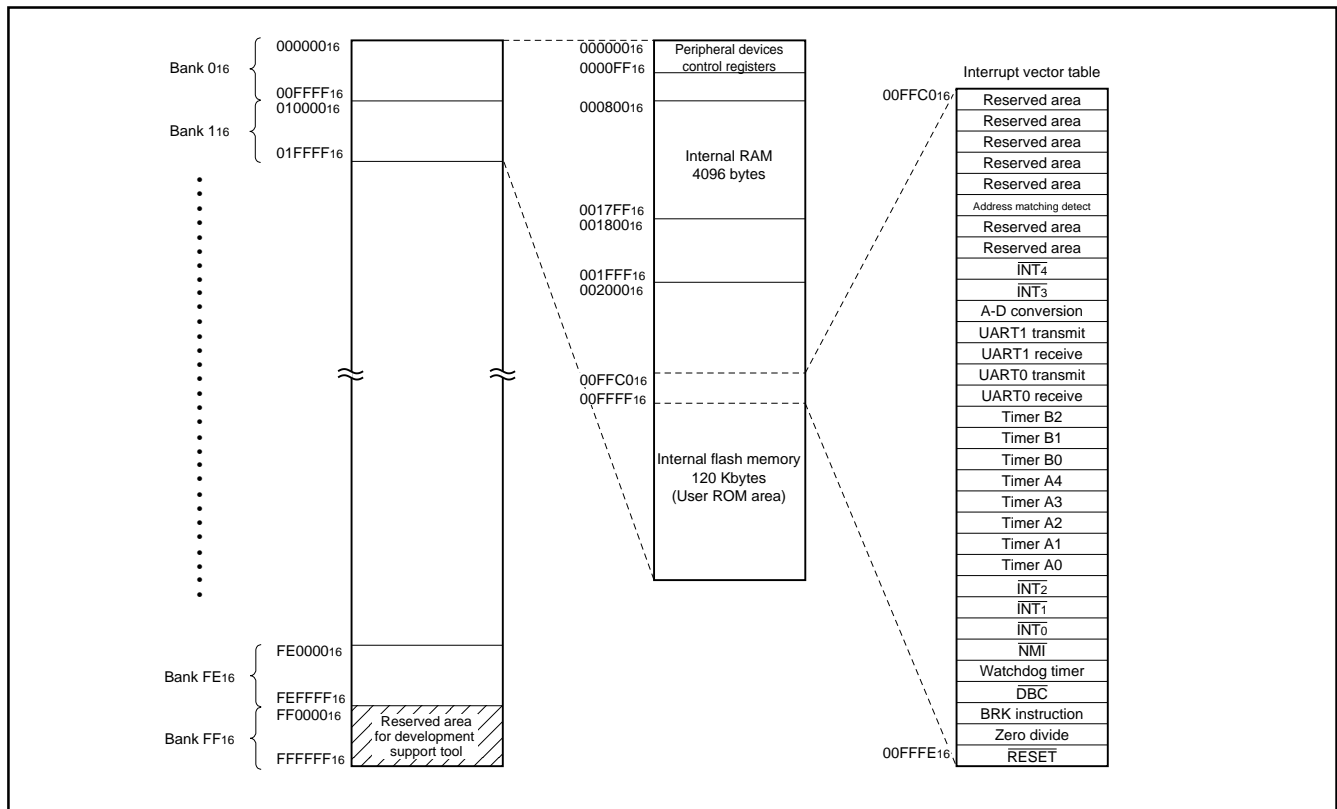 Bank 016
000000₁₆
00FFFF₁₆
Bank 116
010000₁₆
01FFFF₁₆
Bank FE16
FE0000₁₆
FEFFFF₁₆
Bank FF16
FF0000₁₆
FFFFFF₁₆
Reserved area
for development
support tool
000000₁₆
0000FF₁₆
Peripheral devices
control registers
000800₁₆
Internal RAM
4096 bytes
0017FF₁₆
001800₁₆
001FFF₁₆
002000₁₆
00FFC0₁₆
00FFFF₁₆
Internal flash memory
120 Kbytes
(User ROM area)
Interrupt vector table
00FFC0₁₆
Reserved area
Reserved area
Reserved area
Reserved area
Reserved area
Address matching detect
Reserved area
Reserved area
INT4
INT3
A-D conversion
UART1 transmit
UART1 receive
UART0 transmit
UART0 receive
Timer B2
Timer B1
Timer B0
Timer A4
Timer A3
Timer A2
Timer A1
Timer A0
INT2
INT1
INT0
NMI
Watchdog timer
DBC
BRK instruction
Zero divide
00FFFE₁₆
RESET